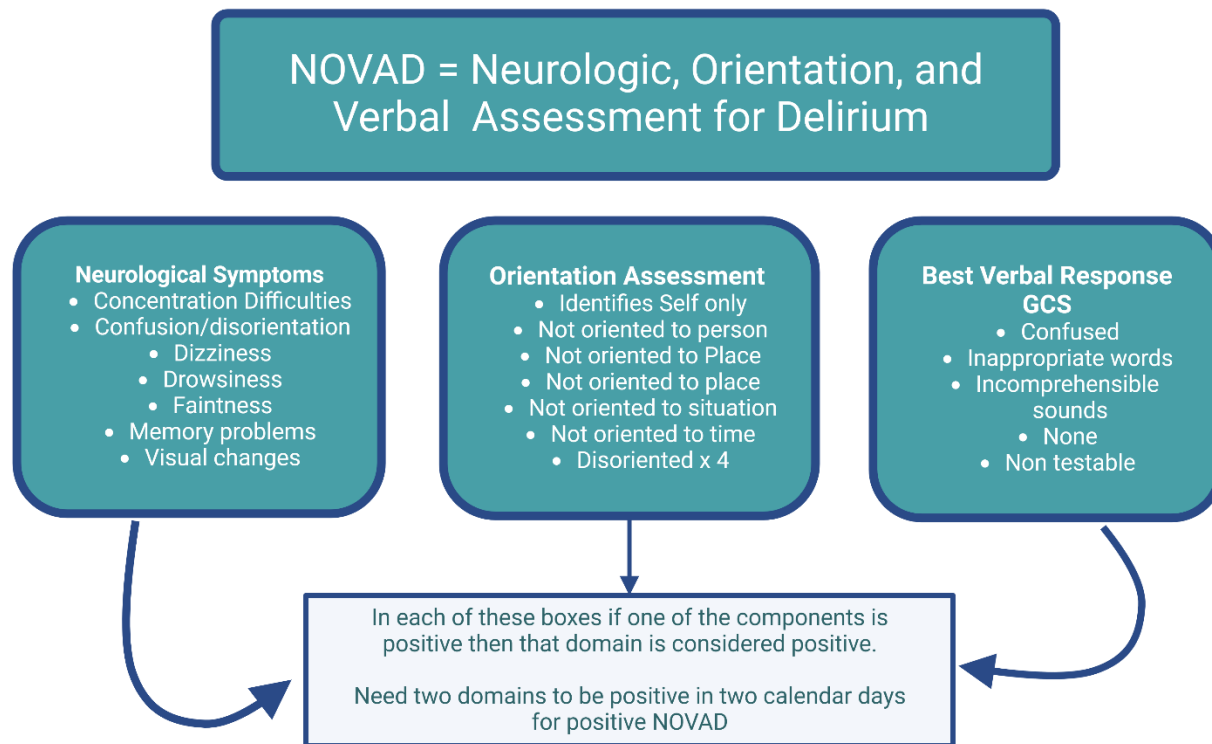 NOVAD = Neurologic, Orientation, and
Verbal Assessment for Delirium
Neurological Symptoms
• Concentration Difficulties
• Confusion/disorientation
• Dizziness
• Drowsiness
• Faintness
• Memory problems
• Visual changes
Orientation Assessment
• Identifies Self only
• Not oriented to person
• Not oriented to Place
• Not oriented to place
• Not oriented to situation
• Not oriented to time
• Disoriented x 4
Best Verbal Response
GCS
• Confused
• Inappropriate words
• Incomprehensible
sounds
• None
• Non testable
In each of these boxes if one of the components is
positive then that domain is considered positive.
Need two domains to be positive in two calendar days
for positive NOVAD